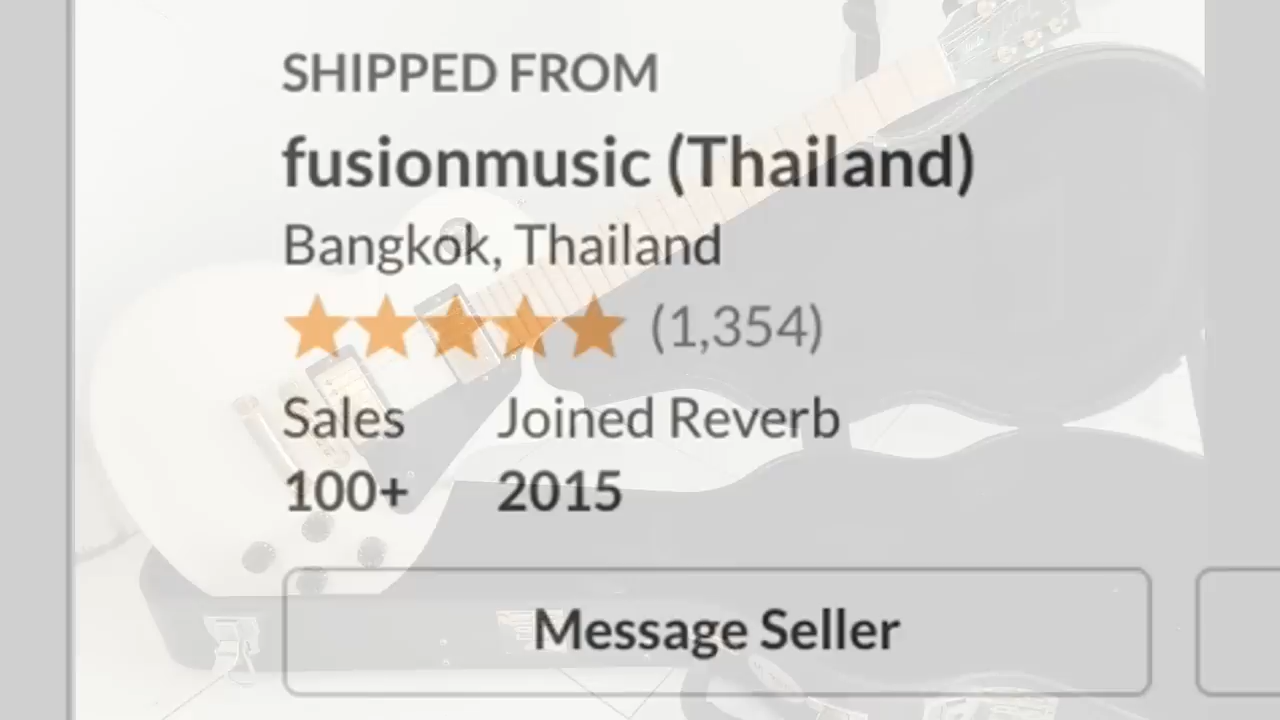 SHIPPED FROM
fusionmusic (Thailand)
Bangkok, Thailand
(1,354)
Sales Joined Reverb
100+ 2015
Message Seller